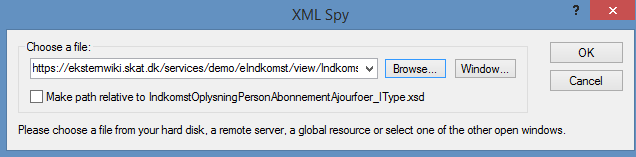 XML Spy
Choose a file:
https://eksternwiki.skat.dk/services/demo/eIndkomst/view/Indkoms
Browse...
Window...
OK
Cancel
Make path relative to IndkomstOplysningPersonAbonnementAjourfoer_IType.xsd
Please choose a file from your hard disk, a remote server, a global resource or select one of the other open windows.